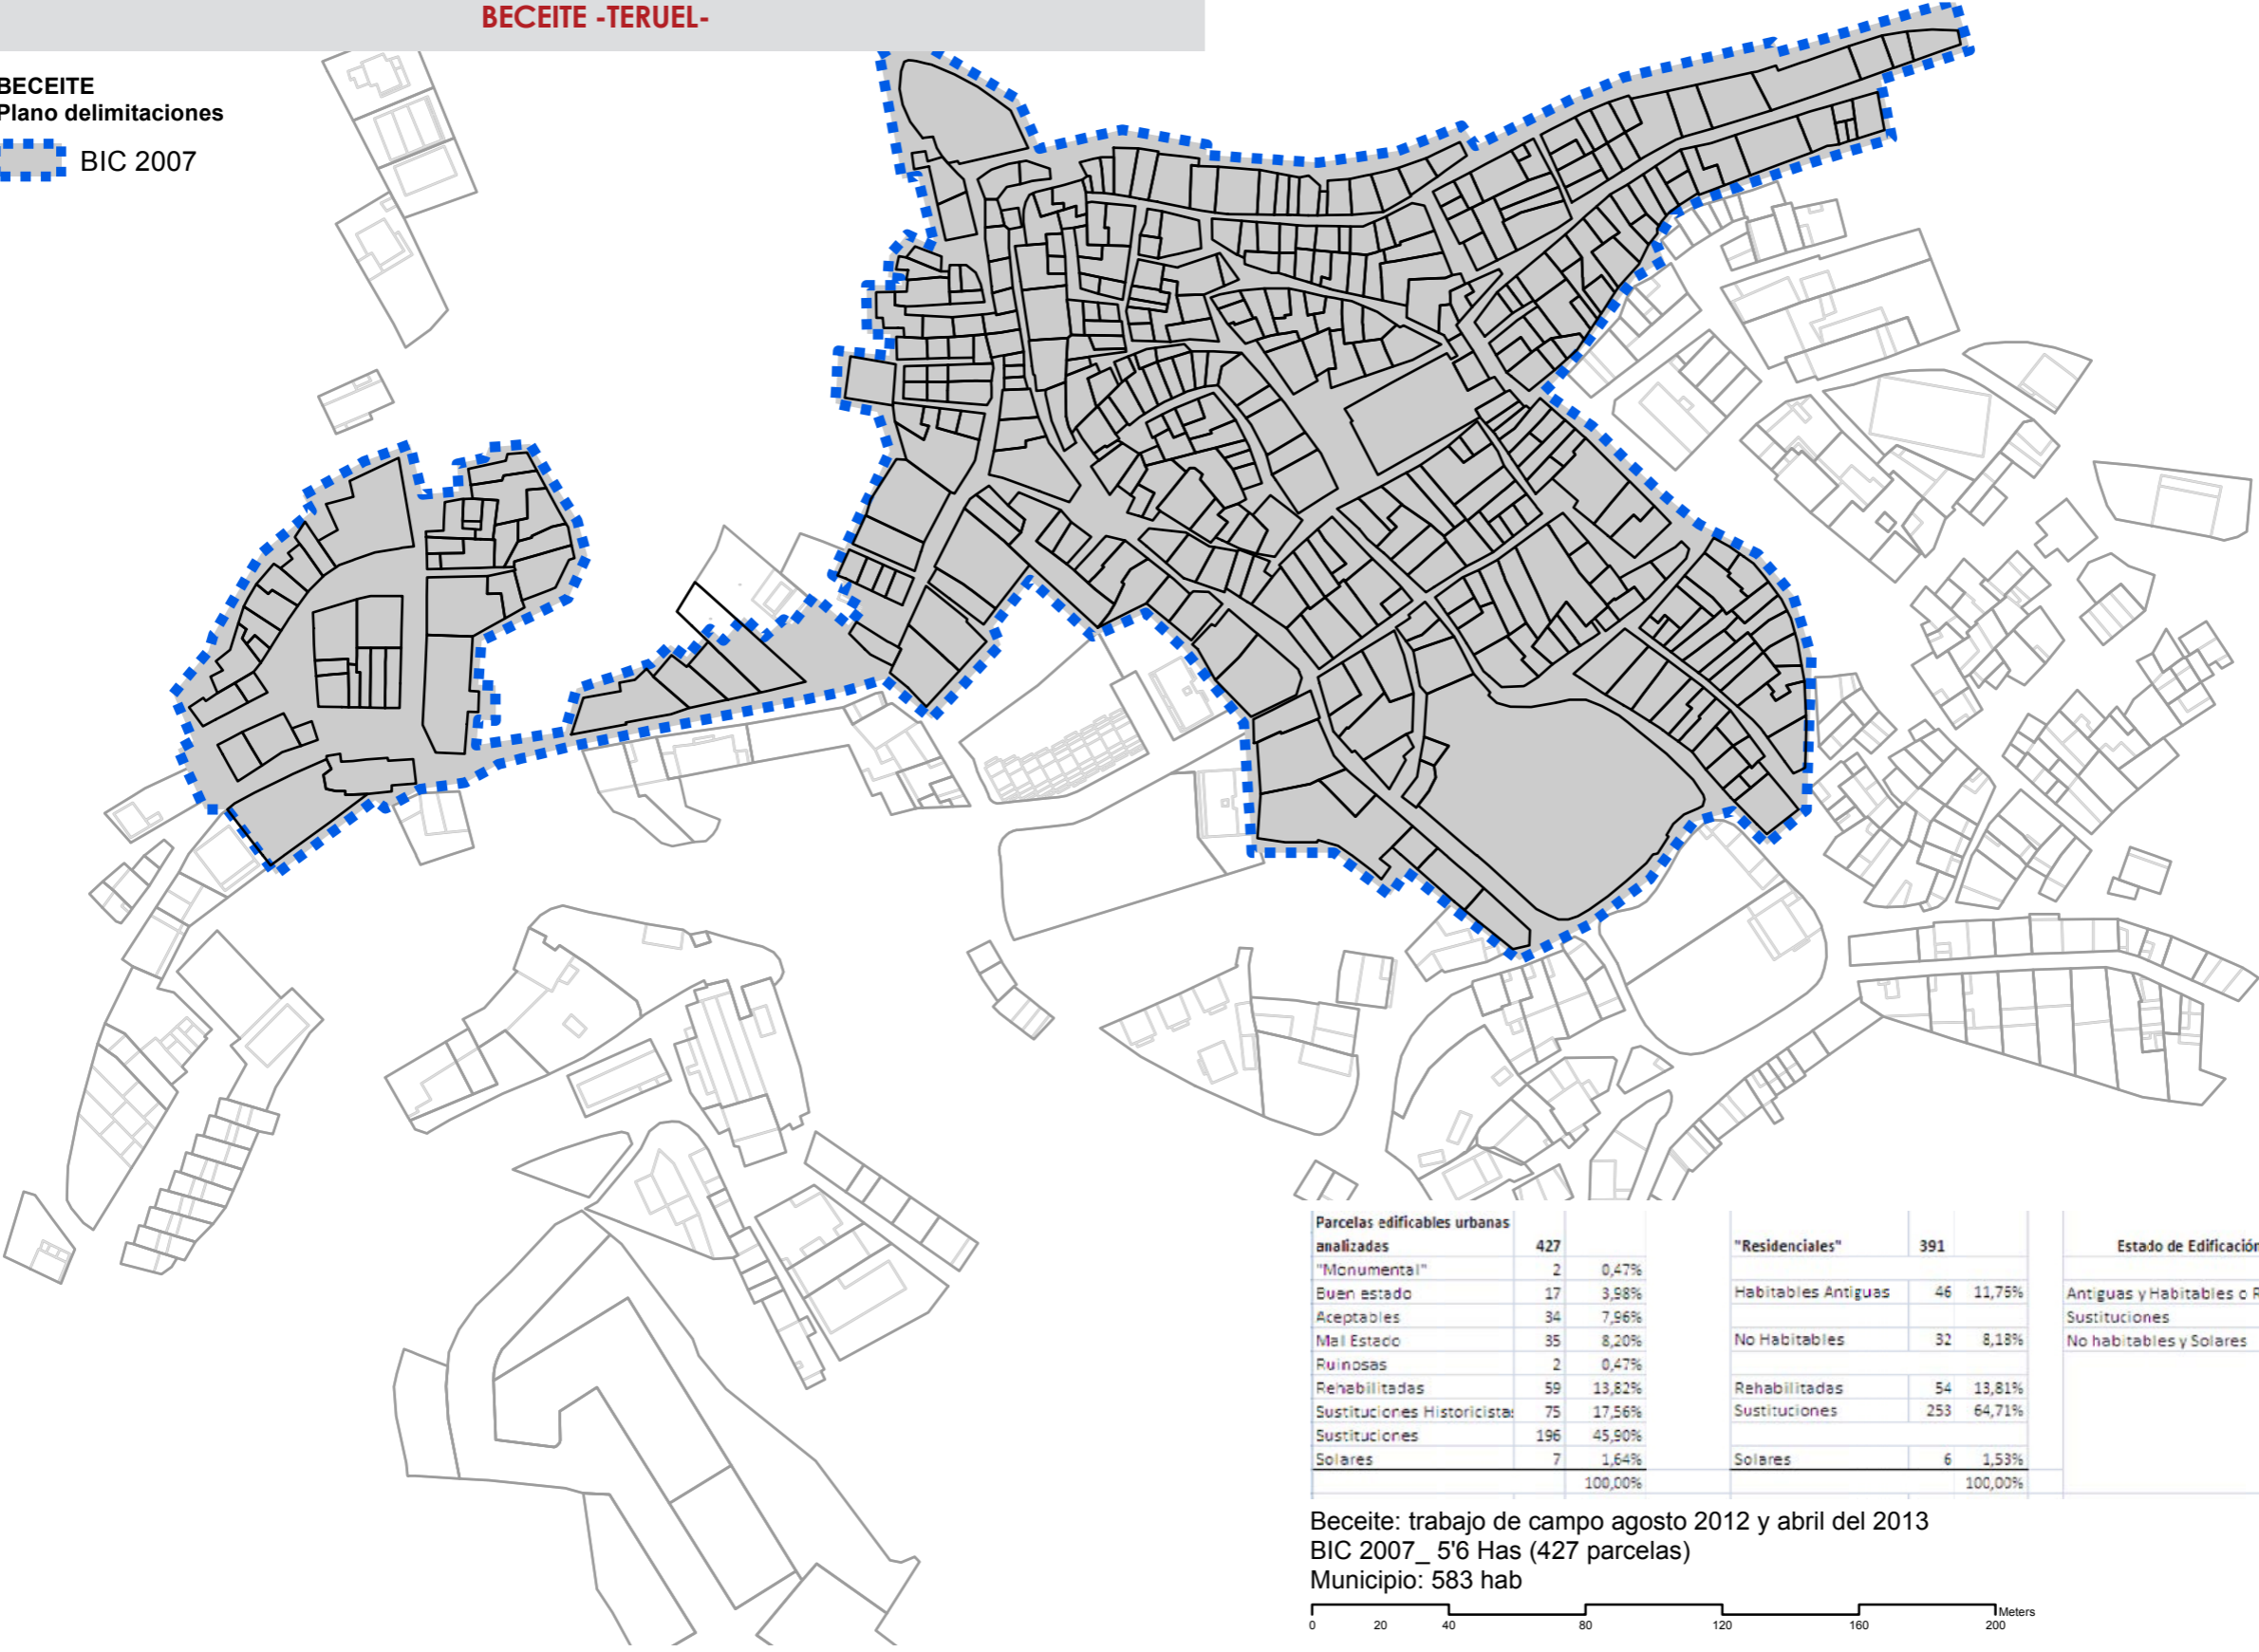 BECEITE -TERUEL-
BECEITE
Plano delimitaciones
BIC 2007
Parcelas edificables urbanas
analizadas 427
"Monumental" 2 0,47%
Buen estado 17 3,98%
Aceptables 34 7,96%
Mal Estado 35 8,20%
Ruinosas 2 0,47%
Rehabilitadas 59 13,82%
Sustituciones Historicistas 75 17,56%
Sustituciones 196 45,90%
Solares 7 1,64%
100,00%
"Residenciales" 391
Habitables Antiguas 46 11,75%
No Habitables 32 8,18%
Rehabilitadas 54 13,81%
Sustituciones 253 64,71%
Solares 6 1,53%
100,00%
Estado de Edificación
Antiguas y Habitables o R
Sustituciones
No habitables y Solares
Beceite: trabajo de campo agosto 2012 y abril del 2013
BIC 2007_ 5'6 Has (427 parcelas)
Municipio: 583 hab
0 20 40 80 120 160 200 Meters